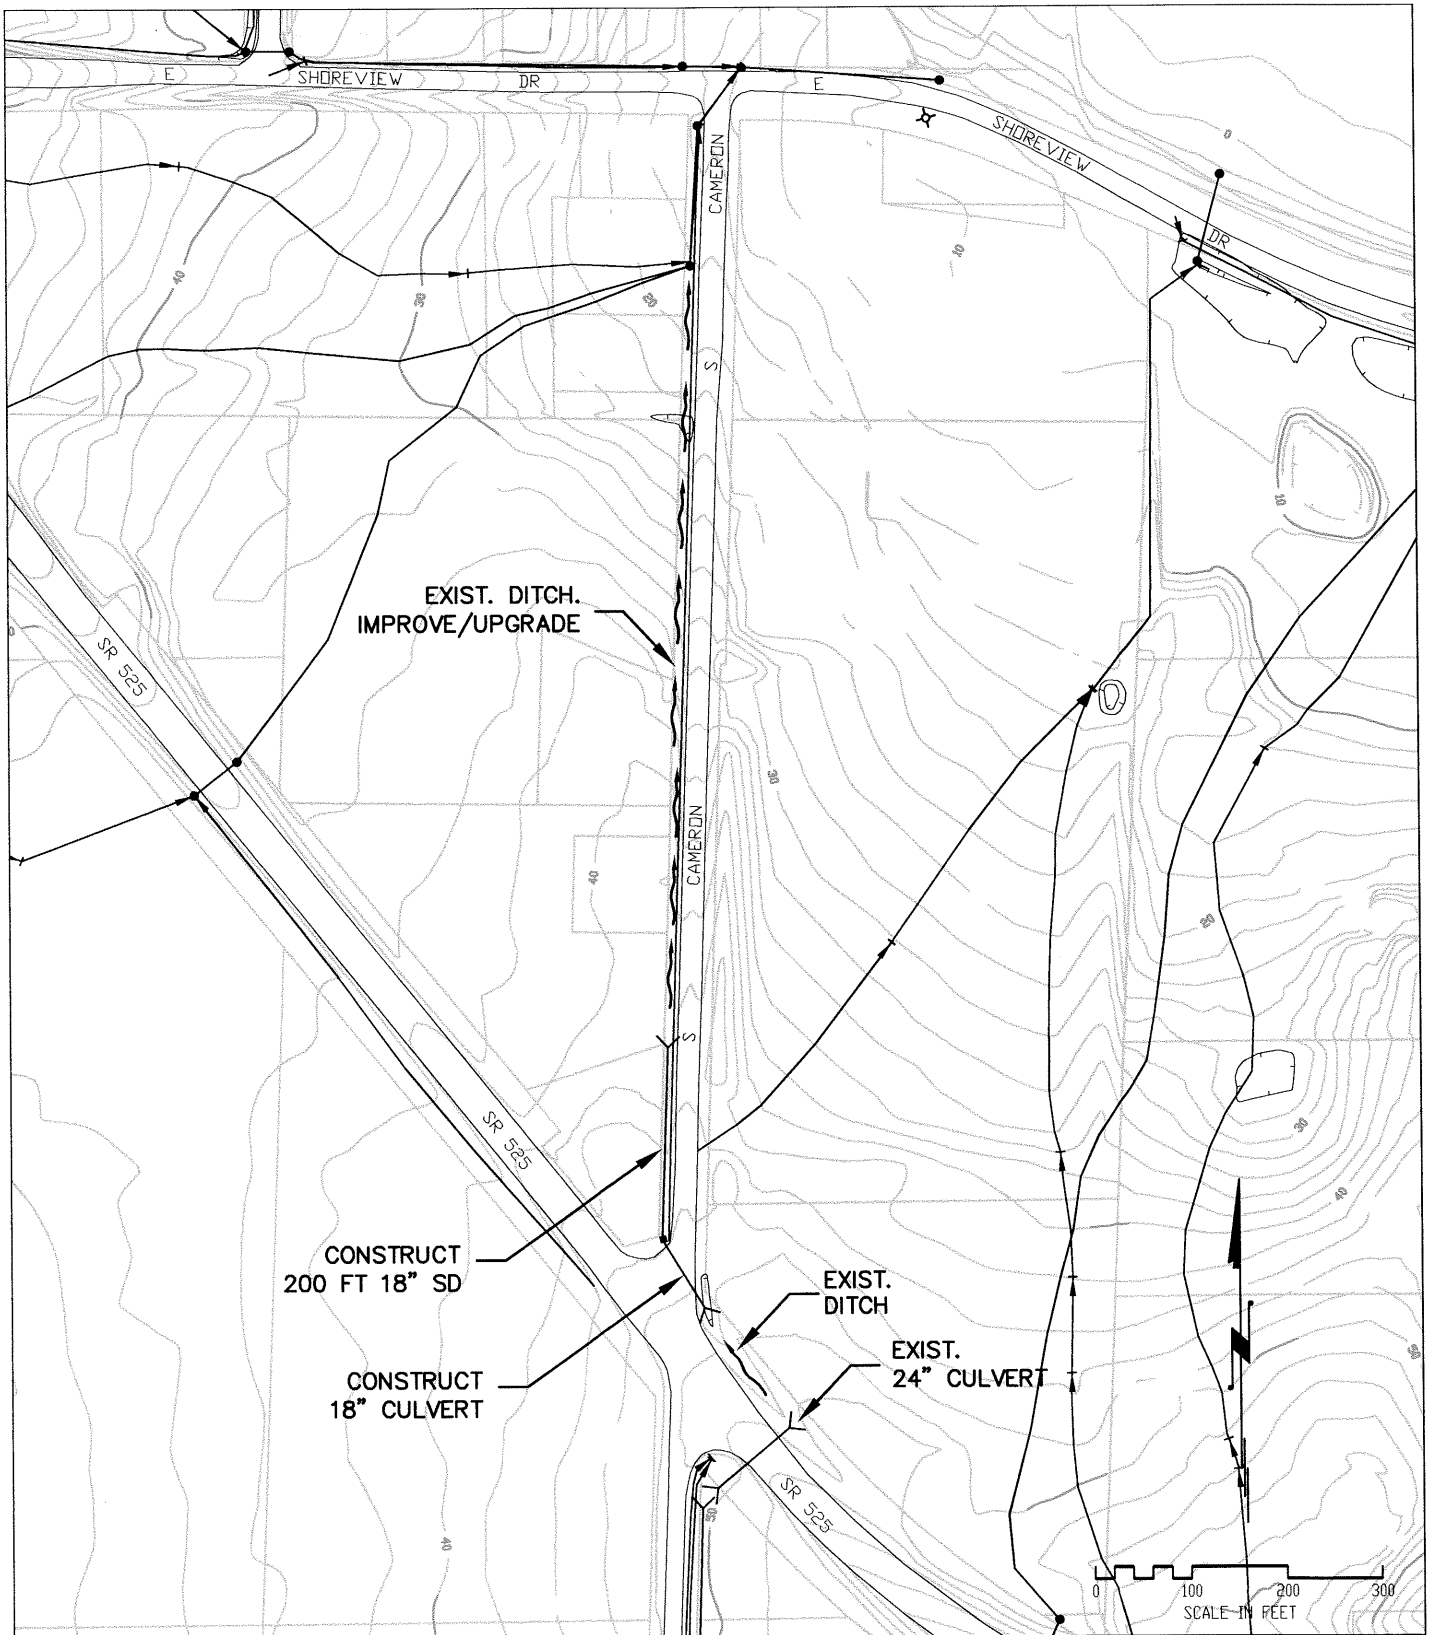 E
SHOREVIEW
DR
E
SHOREVIEW
DR
0
CAMERON
10
40
30
20
S
10
EXIST. DITCH.
IMPROVE/UPGRADE
SR 525
30
CAMERON
40
20
S
SR 525
30
40
CONSTRUCT
200 FT 18" SD
EXIST.
DITCH
EXIST.
24" CULVERT
50
CONSTRUCT
18" CULVERT
SR 525
50
40
N
0 100 200 300
SCALE IN FEET